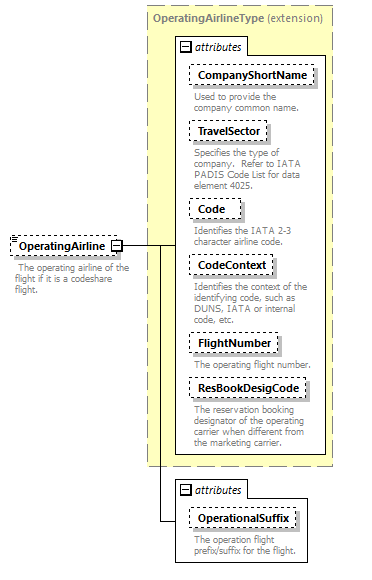 OperatingAirlineType (extension)
attributes
CompanyShortName
Used to provide the
company common name.
TravelSector
Specifies the type of
company.  Refer to IATA
PADIS Code List for data
element 4025.
Code
Identifies the IATA 2-3
character airline code.
CodeContext
Identifies the context of the
identifying code, such as
DUNS, IATA or internal
code, etc.
FlightNumber
The operating flight number.
ResBookDesigCode
The reservation booking
designator of the operating
carrier when different from
the marketing carrier.
OperatingAirline
The operating airline of the
flight if it is a codeshare
flight.
attributes
OperationalSuffix
The operation flight
prefix/suffix for the flight.